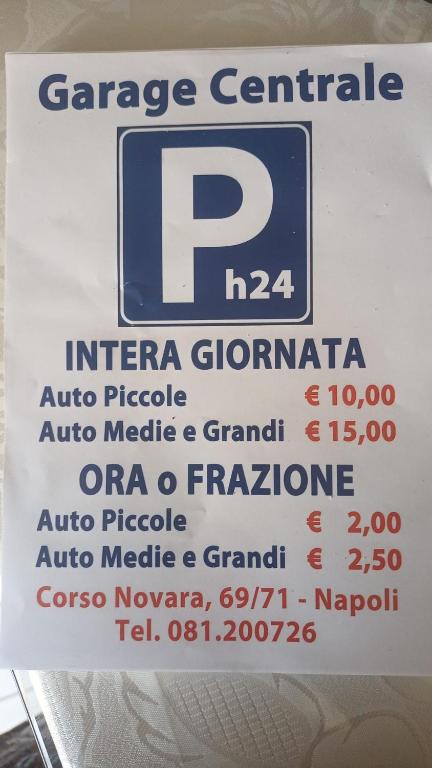 Garage Centrale
P
h24
INTERA GIORNATA
Auto Piccole € 10,00
Auto Medie e Grandi € 15,00
ORA o FRAZIONE
Auto Piccole € 2,00
Auto Medie e Grandi € 2,50
Corso Novara, 69/71 - Napoli
Tel. 081.200726